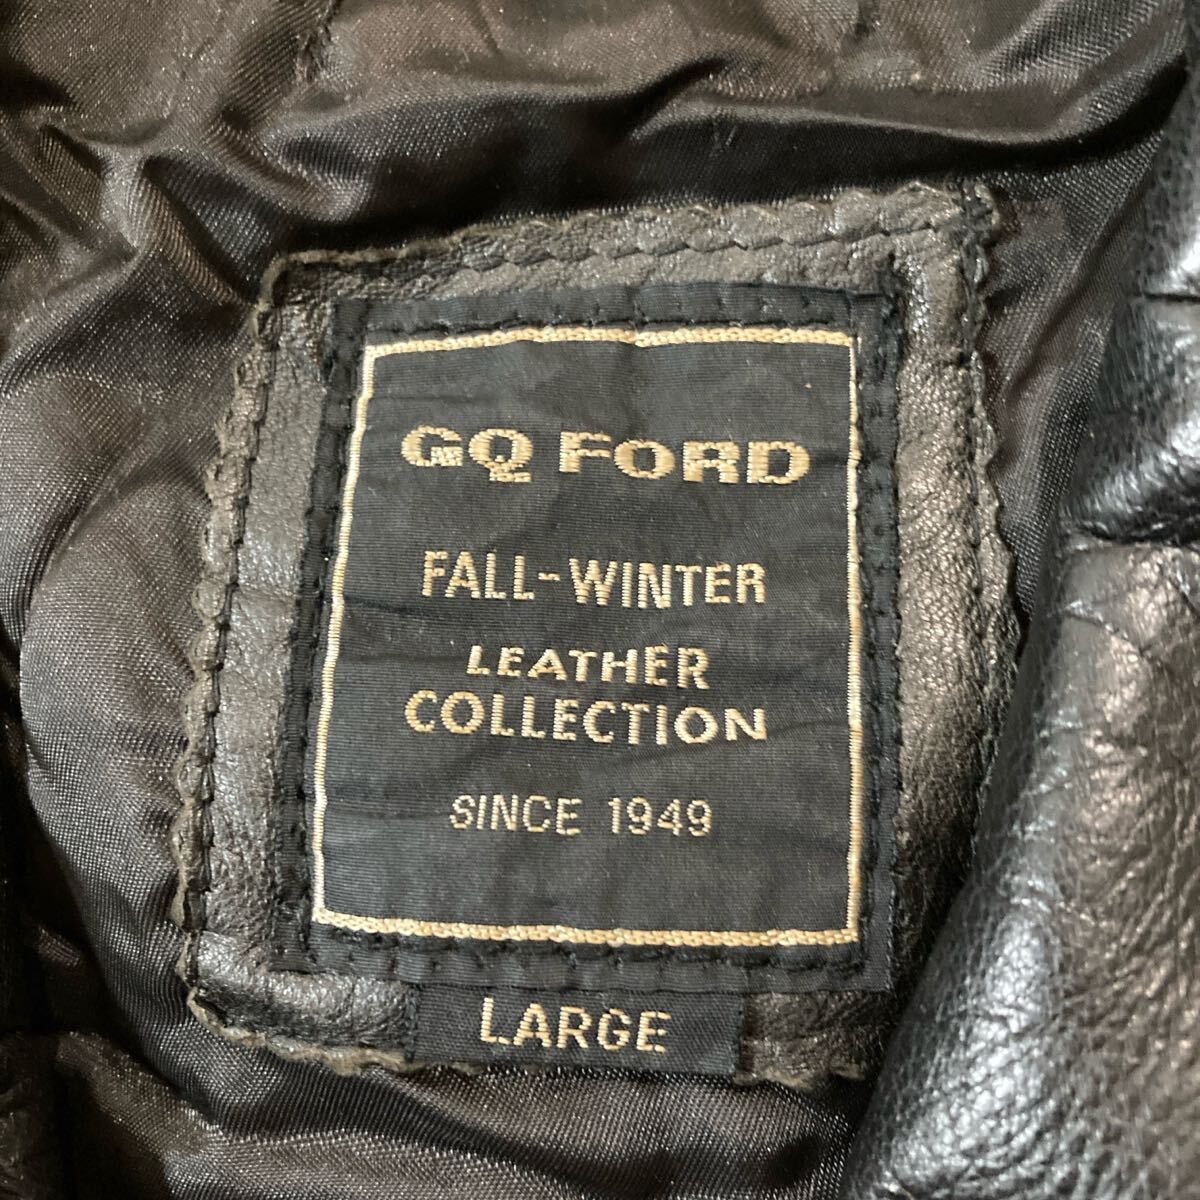 GQ FORD
FALL-WINTER
LEATHER
COLLECTION
SINCE 1949
LARGE